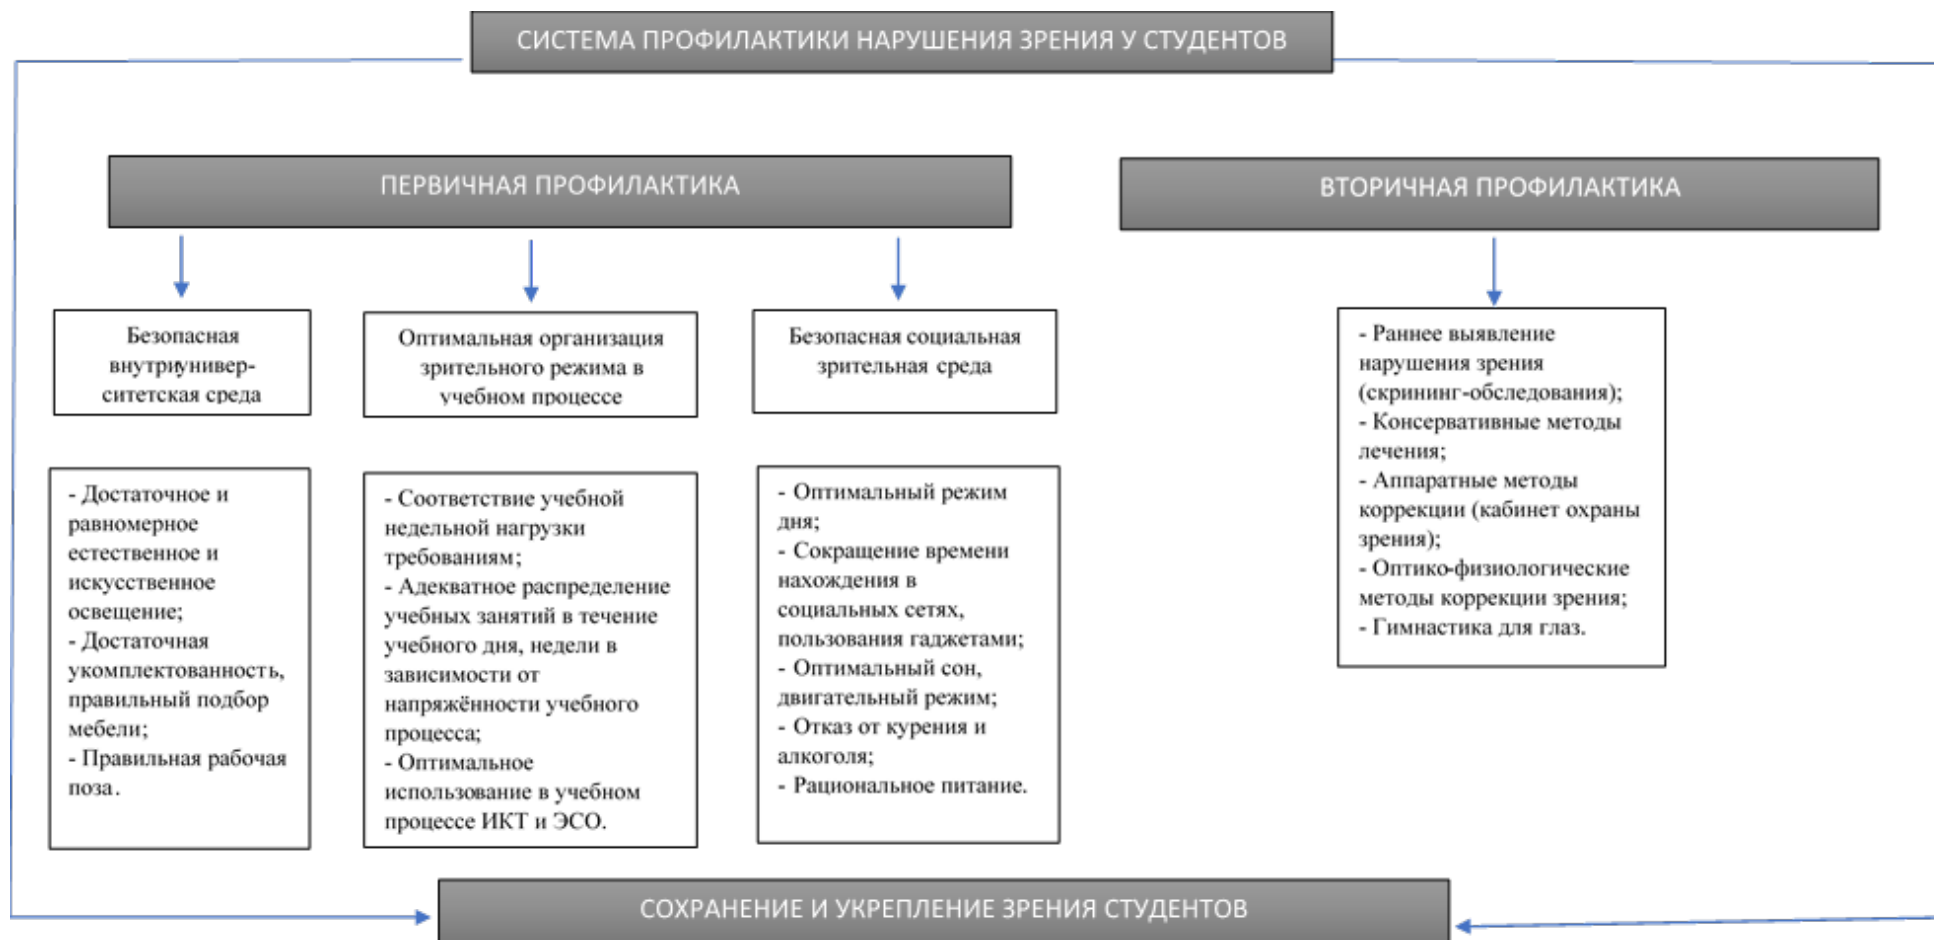 СИСТЕМА ПРОФИЛАКТИКИ НАРУШЕНИЯ ЗРЕНИЯ У СТУДЕНТОВ
ПЕРВИЧНАЯ ПРОФИЛАКТИКА
ВТОРИЧНАЯ ПРОФИЛАКТИКА
Безопасная
внутриунивер-
ситетская среда
Оптимальная организация
зрительного режима в
учебном процессе
Безопасная социальная
зрительная среда
- Достаточное и
равномерное
естественное и
искусственное
освещение;
- Достаточная
укомплектованность,
правильный подбор
мебели;
- Правильная рабочая
поза.
- Соответствие учебной
недельной нагрузки
требованиям;
- Адекватное распределение
учебных занятий в течение
учебного дня, недели в
зависимости от
напряжённости учебного
процесса;
- Оптимальное
использование в учебном
процессе ИКТ и ЭСО.
- Оптимальный режим
дня;
- Сокращение времени
нахождения в
социальных сетях,
пользования гаджетами;
- Оптимальный сон,
двигательный режим;
- Отказ от курения и
алкоголя;
- Рациональное питание.
- Раннее выявление
нарушения зрения
(скрининг-обследования);
- Консервативные методы
лечения;
- Аппаратные методы
коррекции (кабинет охраны
зрения);
- Оптико-физиологические
методы коррекции зрения;
- Гимнастика для глаз.
СОХРАНЕНИЕ И УКРЕПЛЕНИЕ ЗРЕНИЯ СТУДЕНТОВ